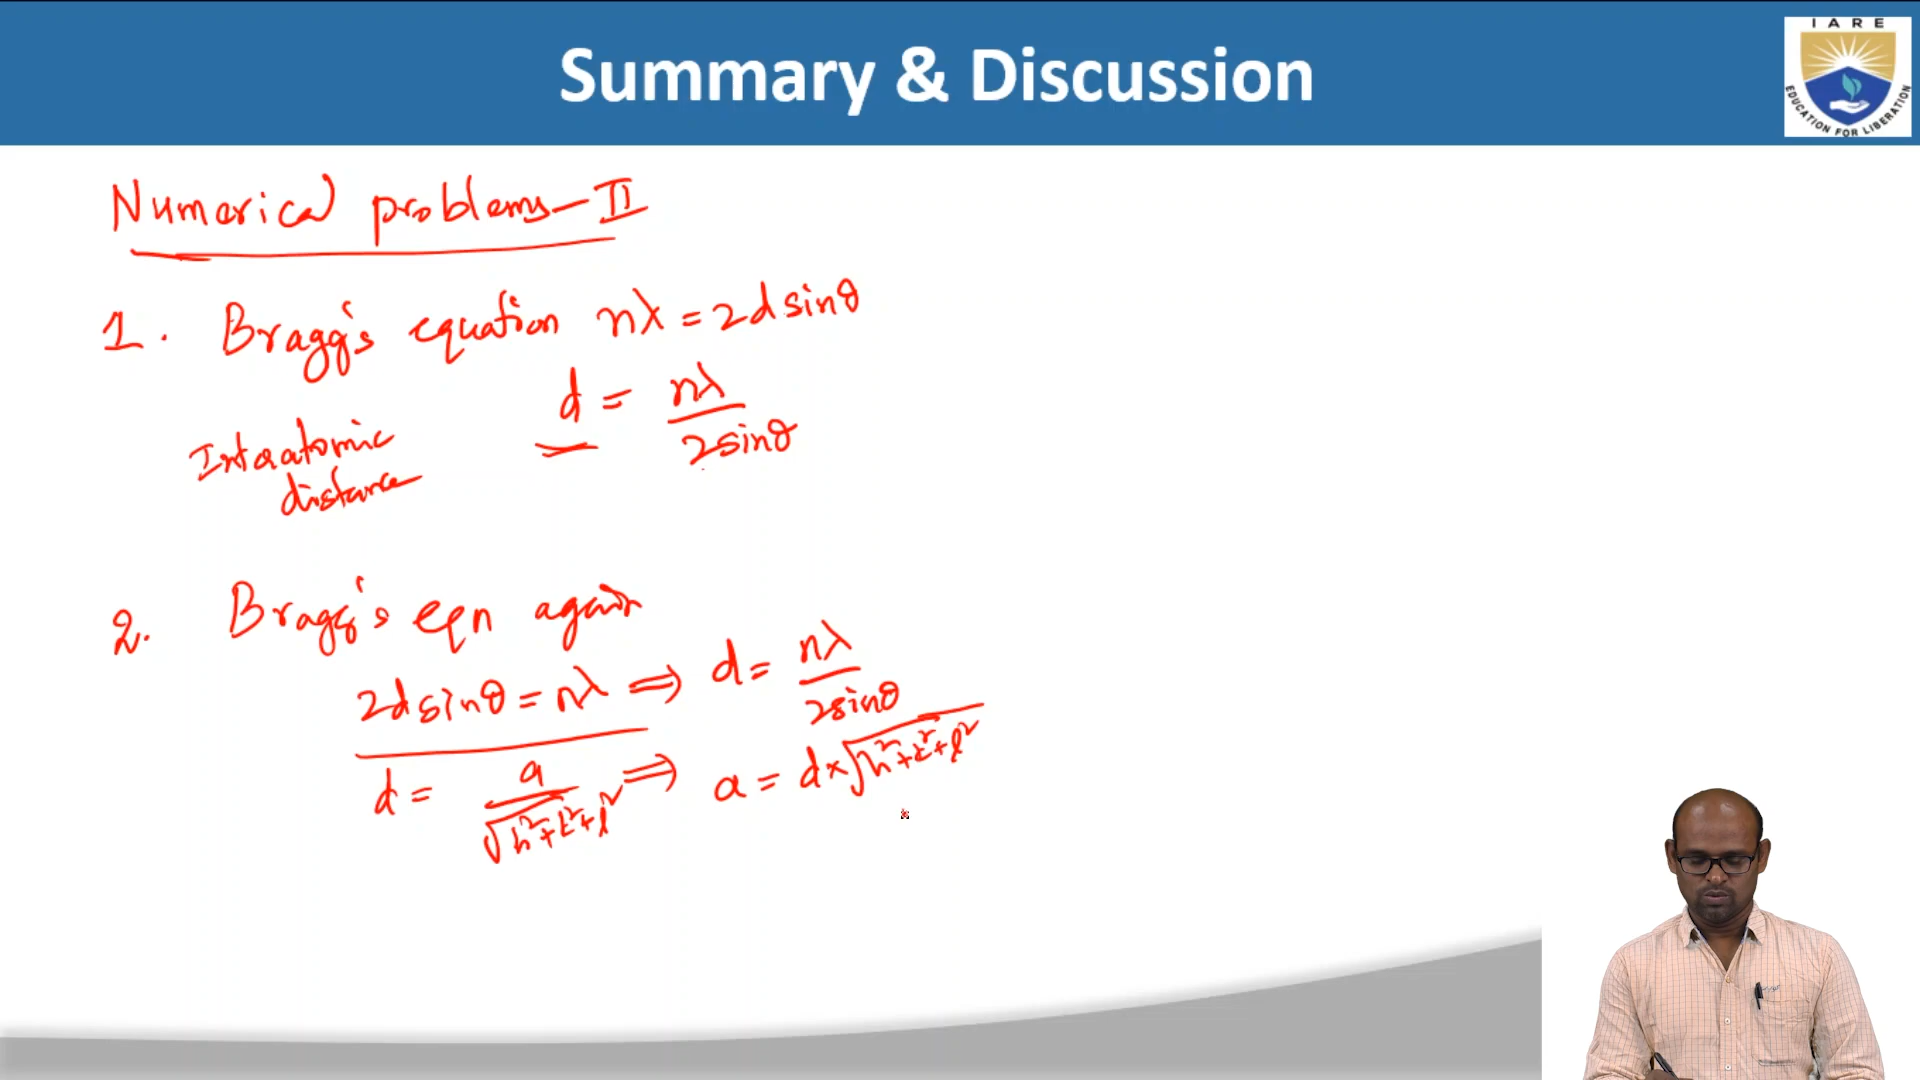 Summary & Discussion
IARE
EDUCATION FOR LIBERATION
Numerical problems - II
1. Bragg's equation nλ = 2d sinθ
d = nλ / 2sinθ
Interatomic
distance
2. Bragg's eqn again
2d sinθ = nλ ⇒ d = nλ / 2sinθ
d = a / √h²+k²+l² ⇒ a = d × √h²+k²+l²